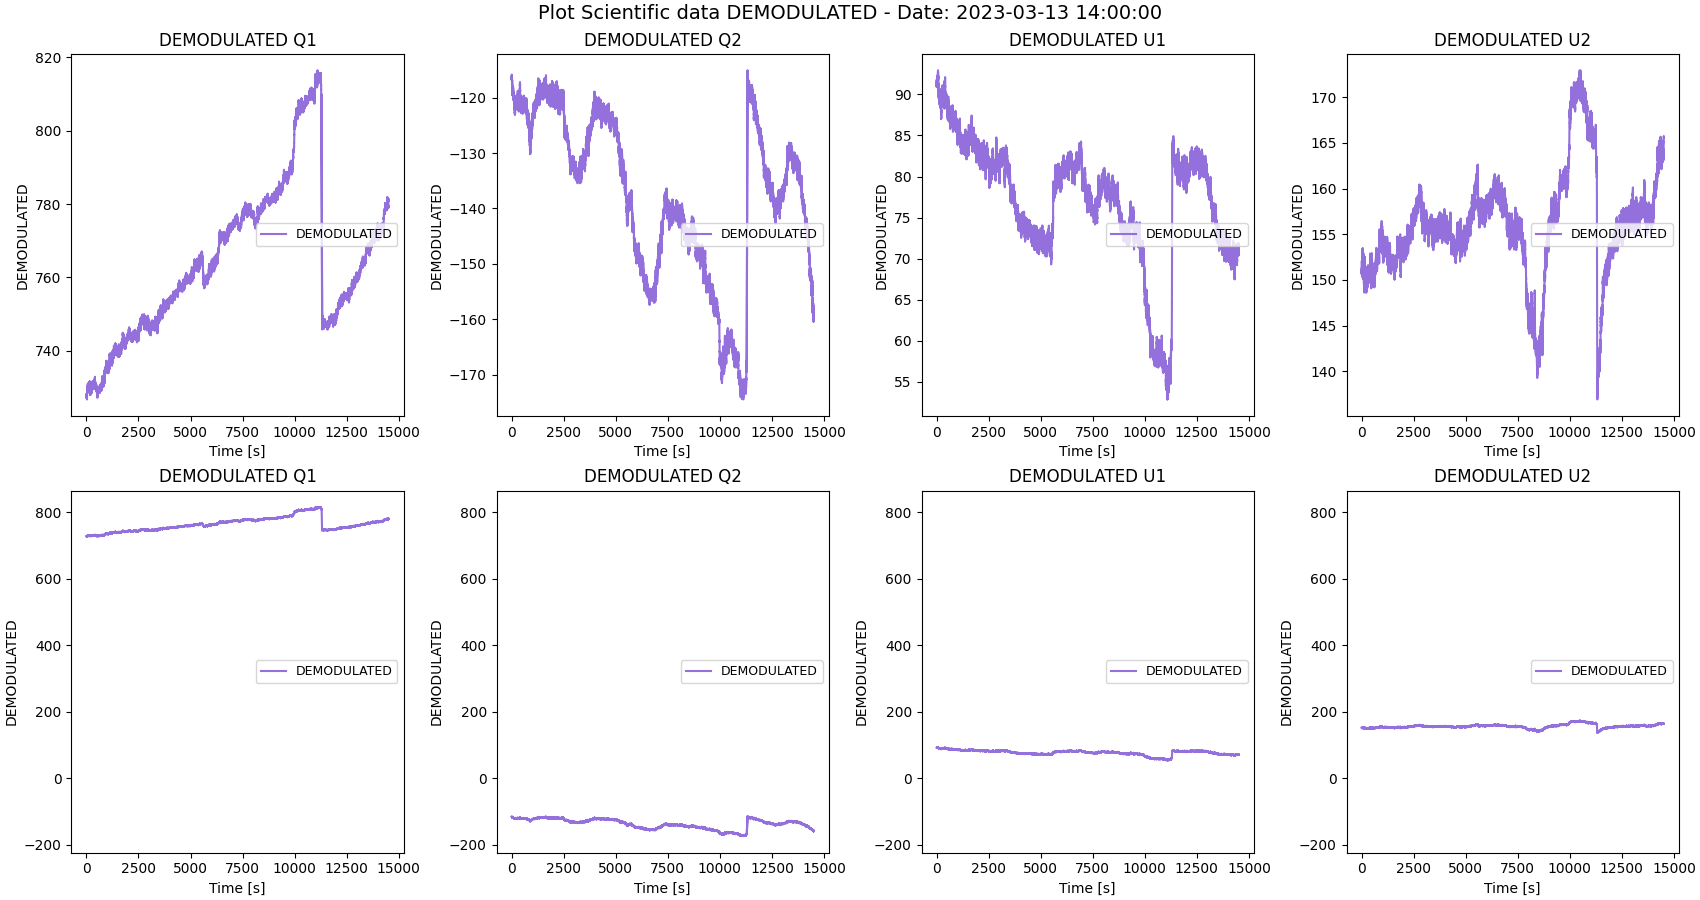 Plot Scientific data DEMODULATED - Date: 2023-03-13 14:00:00
DEMODULATED Q1
DEMODULATED
820
800
780
760
740
0 2500 5000 7500 10000 12500 15000
Time [s]
DEMODULATED
DEMODULATED Q2
DEMODULATED
−120
−130
−140
−150
−160
−170
0 2500 5000 7500 10000 12500 15000
Time [s]
DEMODULATED
DEMODULATED U1
DEMODULATED
90
85
80
75
70
65
60
55
0 2500 5000 7500 10000 12500 15000
Time [s]
DEMODULATED
DEMODULATED U2
DEMODULATED
170
165
160
155
150
145
140
0 2500 5000 7500 10000 12500 15000
Time [s]
DEMODULATED
DEMODULATED Q1
DEMODULATED
800
600
400
200
0
−200
0 2500 5000 7500 10000 12500 15000
Time [s]
DEMODULATED
DEMODULATED Q2
DEMODULATED
800
600
400
200
0
−200
0 2500 5000 7500 10000 12500 15000
Time [s]
DEMODULATED
DEMODULATED U1
DEMODULATED
800
600
400
200
0
−200
0 2500 5000 7500 10000 12500 15000
Time [s]
DEMODULATED
DEMODULATED U2
DEMODULATED
800
600
400
200
0
−200
0 2500 5000 7500 10000 12500 15000
Time [s]
DEMODULATED